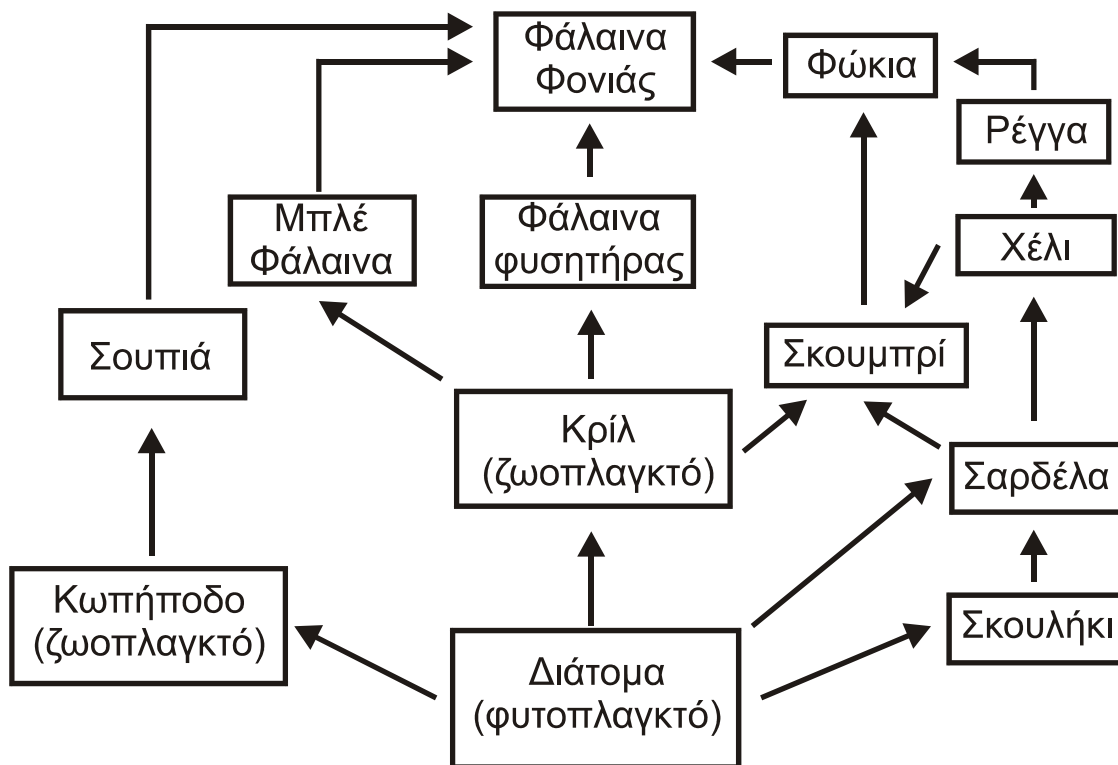 Φάλαινα
Φονιάς
Φώκια
Ρέγγα
Μπλέ
Φάλαινα
Φάλαινα
φυσητήρας
Χέλι
Σουπιά
Σκουμπρί
Κρίλ
(ζωοπλαγκτό)
Σαρδέλα
Κωπήποδο
(ζωοπλαγκτό)
Διάτομα
(φυτοπλαγκτό)
Σκουλήκι